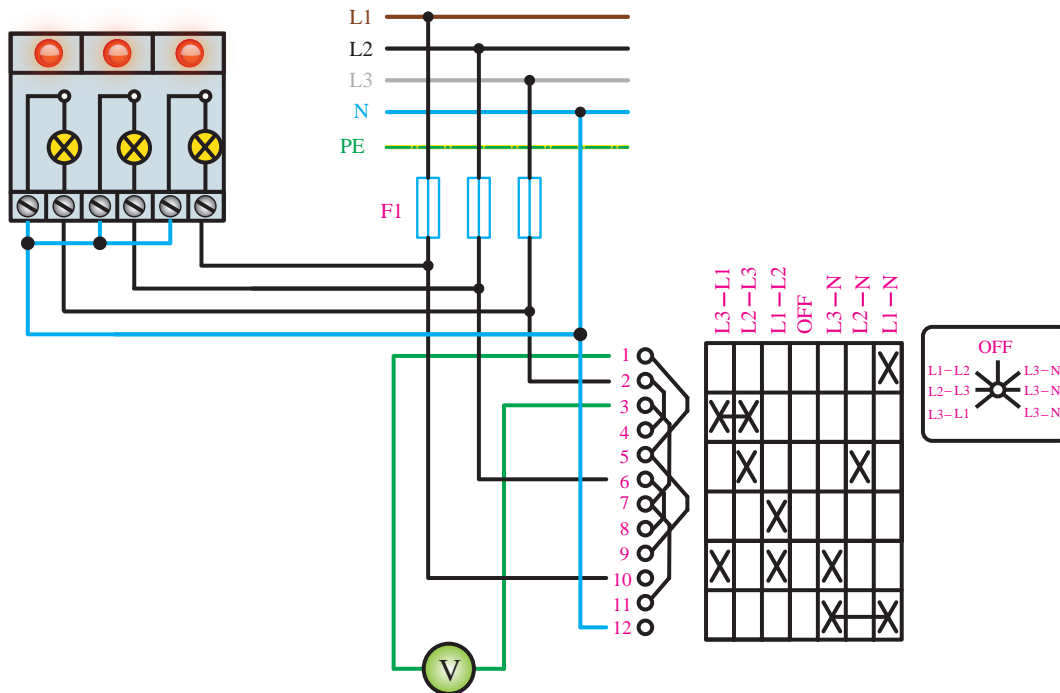 L1
L2
L3
N
PE
F1
L3-L1
L2-L3
L1-L2
OFF
L3-N
L2-N
L1-N
1
2
3
4
5
6
7
8
9
10
11
12
OFF
L1-L2
L3-N
L2-L3
L3-N
L3-L1
L3-N
V